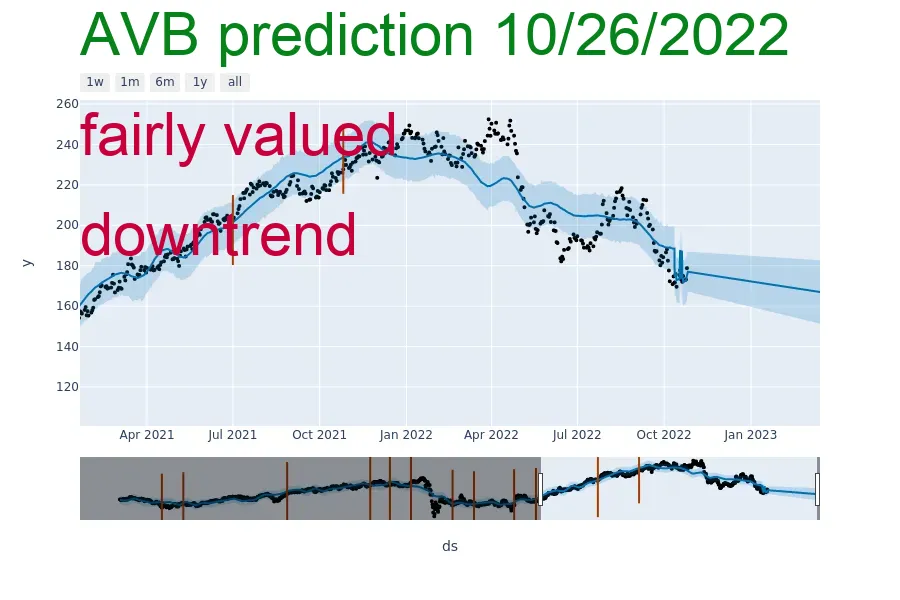 AVB prediction 10/26/2022
1w 1m 6m 1y all
260
fairly valued
240
220
200
downtrend
180
y
160
140
120
Apr 2021 Jul 2021 Oct 2021 Jan 2022 Apr 2022 Jul 2022 Oct 2022 Jan 2023
ds